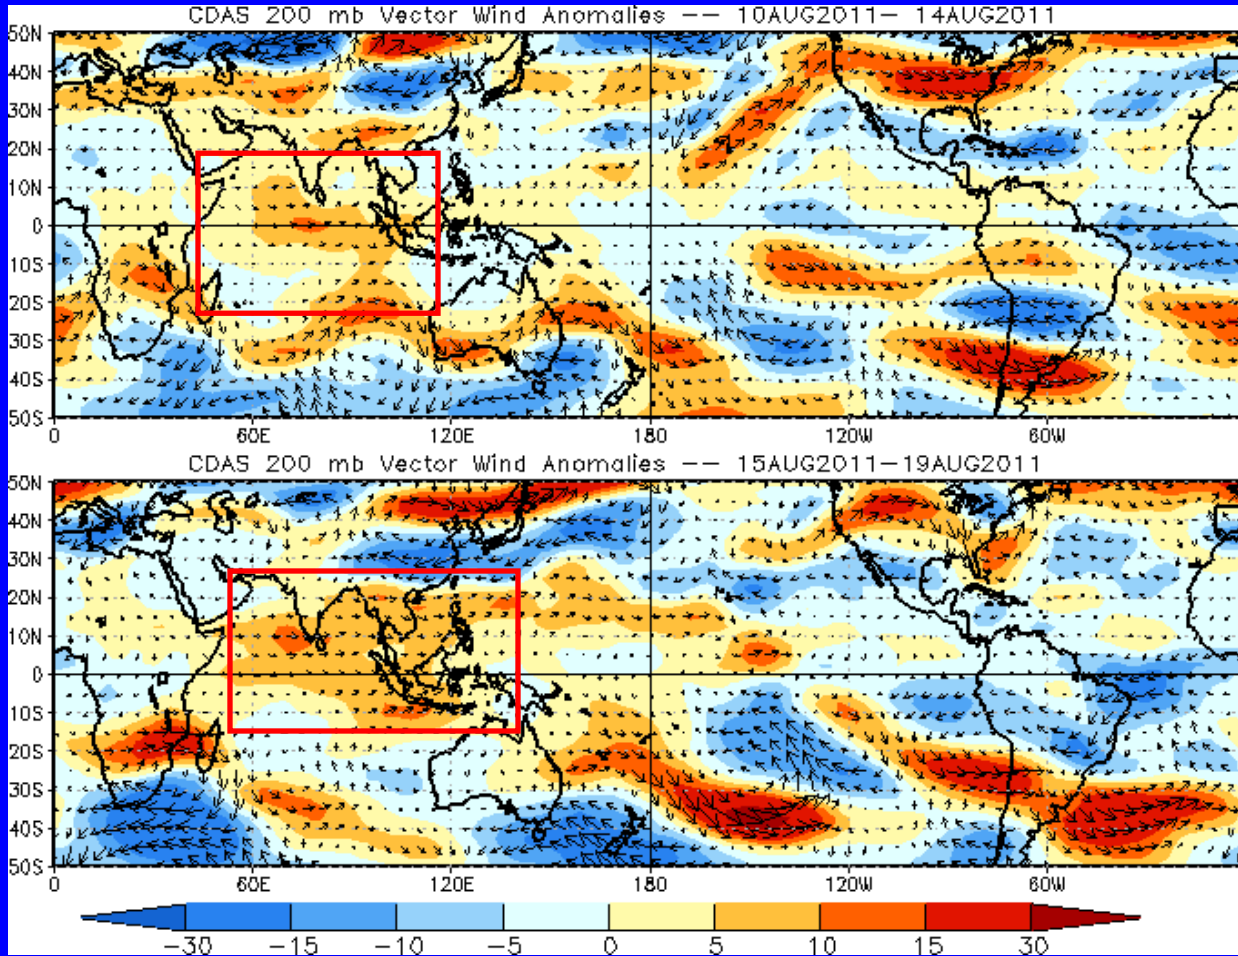 CDAS 200 mb Vector Wind Anomalies -- 10AUG2011- 14AUG2011
50N
40N
30N
20N
10N
0
10S
20S
30S
40S
50S
0 60E 120E 180 120W 60W
CDAS 200 mb Vector Wind Anomalies -- 15AUG2011-19AUG2011
50N
40N
30N
20N
10N
0
10S
20S
30S
40S
50S
0 60E 120E 180 120W 60W
-30 -15 -10 -5 0 5 10 15 30